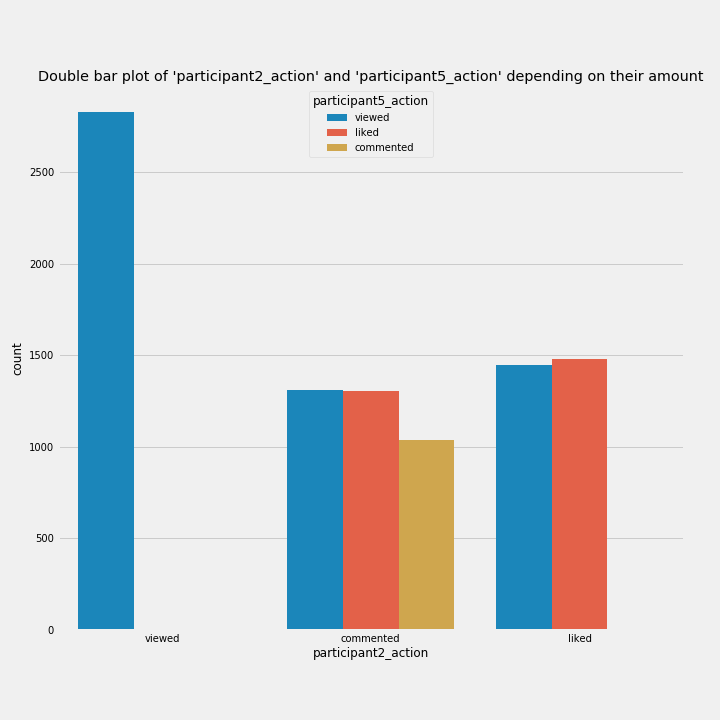 Double bar plot of 'participant2_action' and 'participant5_action' depending on their amount
participant5_action
viewed
liked
commented
2500
2000
1500
1000
500
0
count
viewed
commented
liked
participant2_action